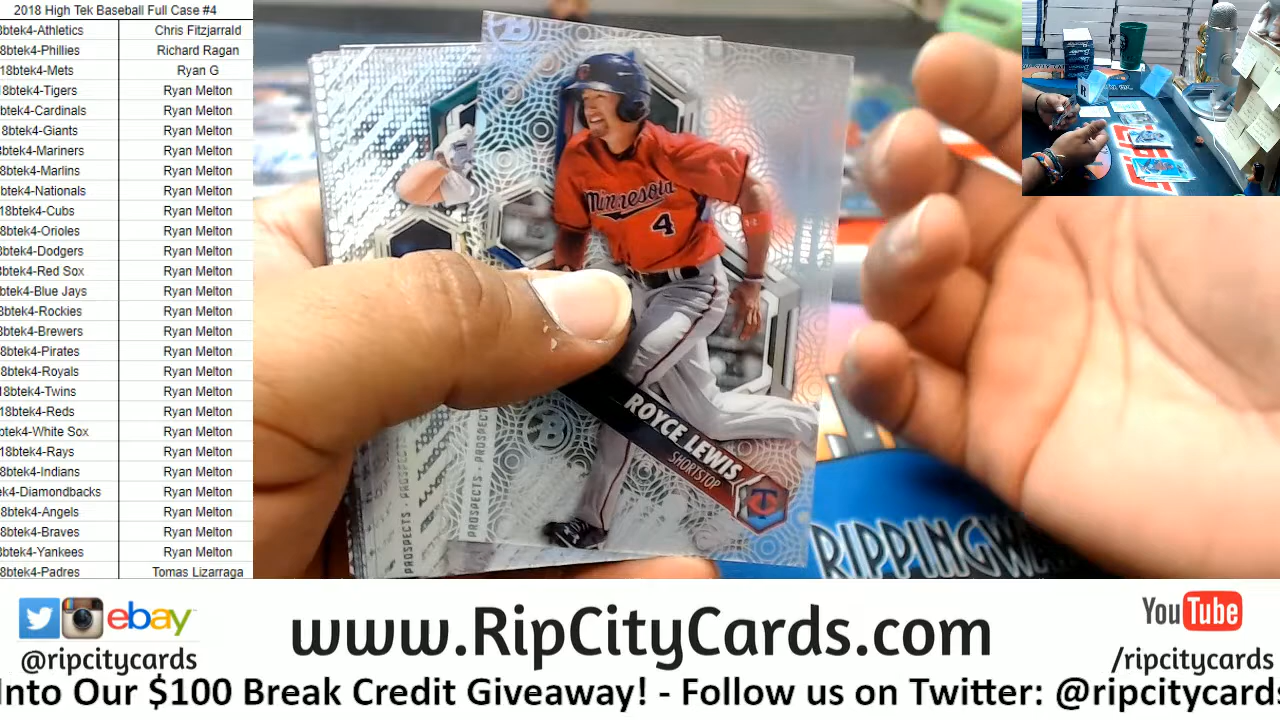 2018 High Tek Baseball Full Case #4
8btek4-Athletics Chris Fitzjarrald
8btek4-Phillies Richard Ragan
18btek4-Mets Ryan G
18btek4-Tigers Ryan Melton
btek4-Cardinals Ryan Melton
8btek4-Giants Ryan Melton
8btek4-Mariners Ryan Melton
8btek4-Marlins Ryan Melton
btek4-Nationals Ryan Melton
18btek4-Cubs Ryan Melton
8btek4-Orioles Ryan Melton
8btek4-Dodgers Ryan Melton
8btek4-Red Sox Ryan Melton
btek4-Blue Jays Ryan Melton
8btek4-Rockies Ryan Melton
8btek4-Brewers Ryan Melton
8btek4-Pirates Ryan Melton
8btek4-Royals Ryan Melton
18btek4-Twins Ryan Melton
18btek4-Reds Ryan Melton
btek4-White Sox Ryan Melton
18btek4-Rays Ryan Melton
8btek4-Indians Ryan Melton
ek4-Diamondbacks Ryan Melton
8btek4-Angels Ryan Melton
8btek4-Braves Ryan Melton
8btek4-Yankees Ryan Melton
8btek4-Padres Tomas Lizarraga
Minnesota
4
PROSPECT
ROYCE LEWIS
SHORTSTOP
B
PROSPECTS
PROSPECTS · PROSPECT
RIPPINGWA
ebay
@ripcitycards
www.RipCityCards.com
YouTube
/ripcitycards
Into Our $100 Break Credit Giveaway! - Follow us on Twitter: @ripcitycards